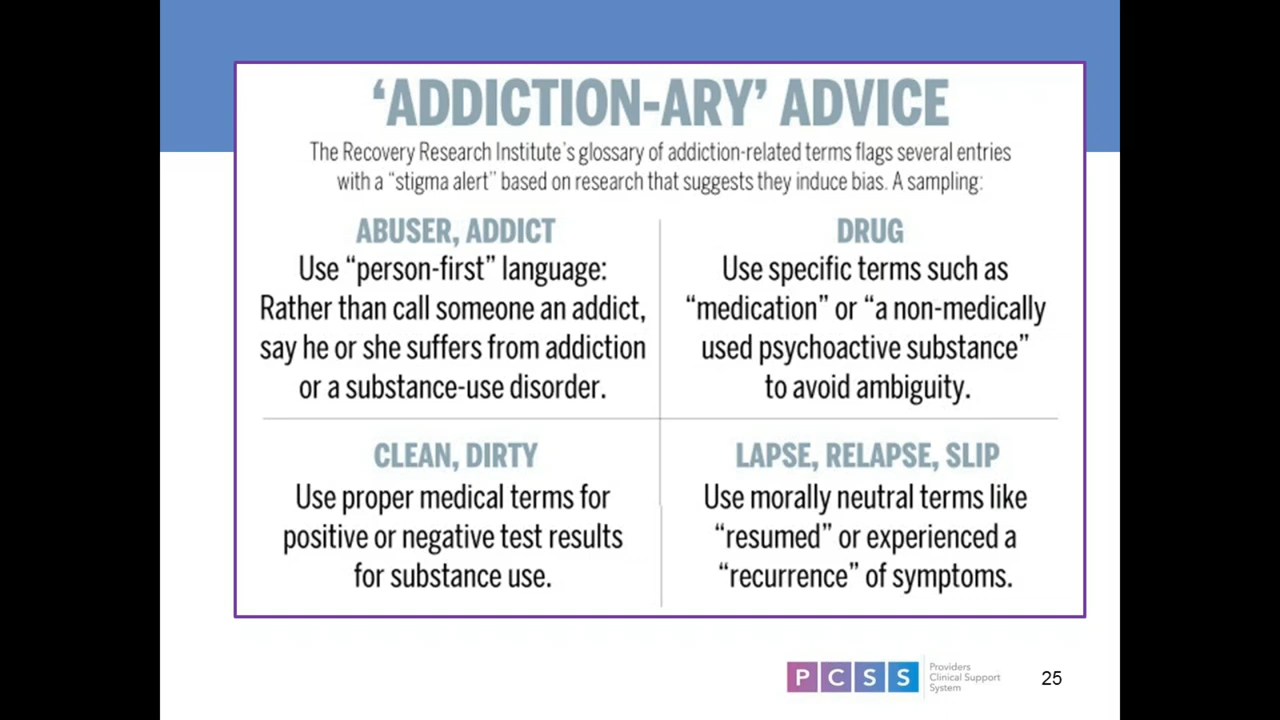 ‘ADDICTION-ARY’ ADVICE
The Recovery Research Institute’s glossary of addiction-related terms flags several entries
with a “stigma alert” based on research that suggests they induce bias. A sampling:
ABUSER, ADDICT
Use “person-first” language:
Rather than call someone an addict,
say he or she suffers from addiction
or a substance-use disorder.
DRUG
Use specific terms such as
“medication” or “a non-medically
used psychoactive substance”
to avoid ambiguity.
CLEAN, DIRTY
Use proper medical terms for
positive or negative test results
for substance use.
LAPSE, RELAPSE, SLIP
Use morally neutral terms like
“resumed” or experienced a
“recurrence” of symptoms.
PCSS
Providers
Clinical Support
System
25